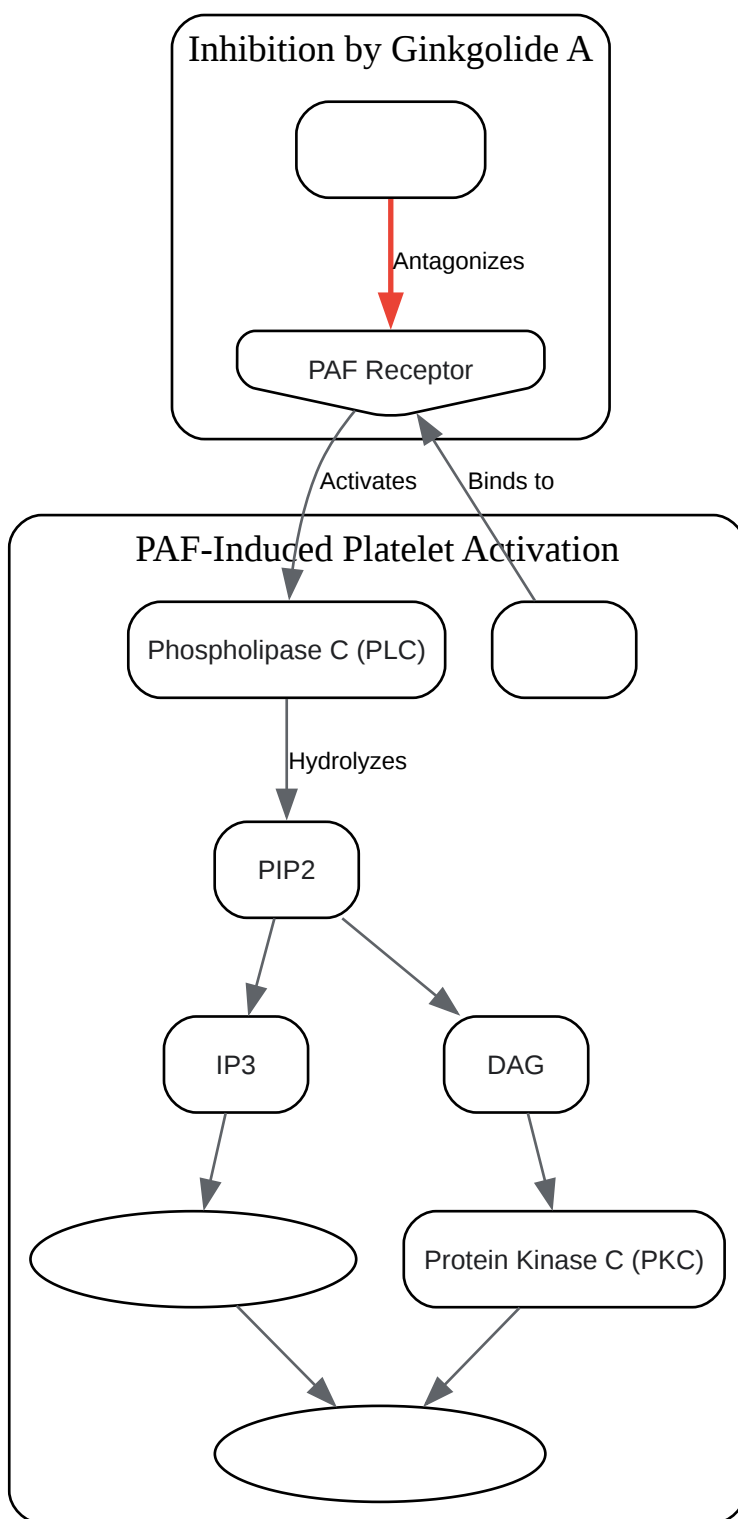 Inhibition by Ginkgolide A
Antagonizes
PAF Receptor
Activates
Binds to
PAF-Induced Platelet Activation
Phospholipase C (PLC)
Hydrolyzes
PIP2
IP3
DAG
Protein Kinase C (PKC)